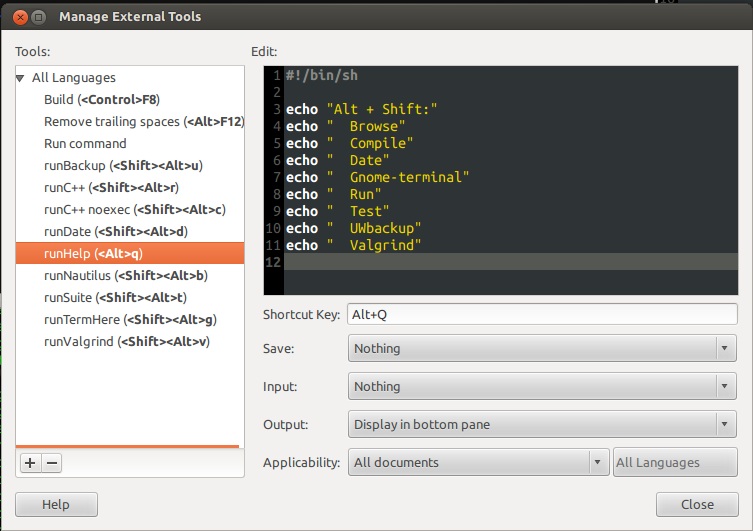 Manage External Tools
Tools:
All Languages
Build (<Control>F8)
Remove trailing spaces (<Alt>F12)
Run command
runBackup (<Shift><Alt>u)
runC++ (<Shift><Alt>r)
runC++ noexec (<Shift><Alt>c)
runDate (<Shift><Alt>d)
runHelp (<Alt>q)
runNautilus (<Shift><Alt>b)
runSuite (<Shift><Alt>t)
runTermHere (<Shift><Alt>g)
runValgrind (<Shift><Alt>v)
Help
Edit:
1 #!/bin/sh
2
3 echo "Alt + Shift:"
4 echo "  Browse"
5 echo "  Compile"
6 echo "  Date"
7 echo "  Gnome-terminal"
8 echo "  Run"
9 echo "  Test"
10 echo "  UWbackup"
11 echo "  Valgrind"
12
Shortcut Key: Alt+Q
Save: Nothing
Input: Nothing
Output: Display in bottom pane
Applicability: All documents All Languages
Close